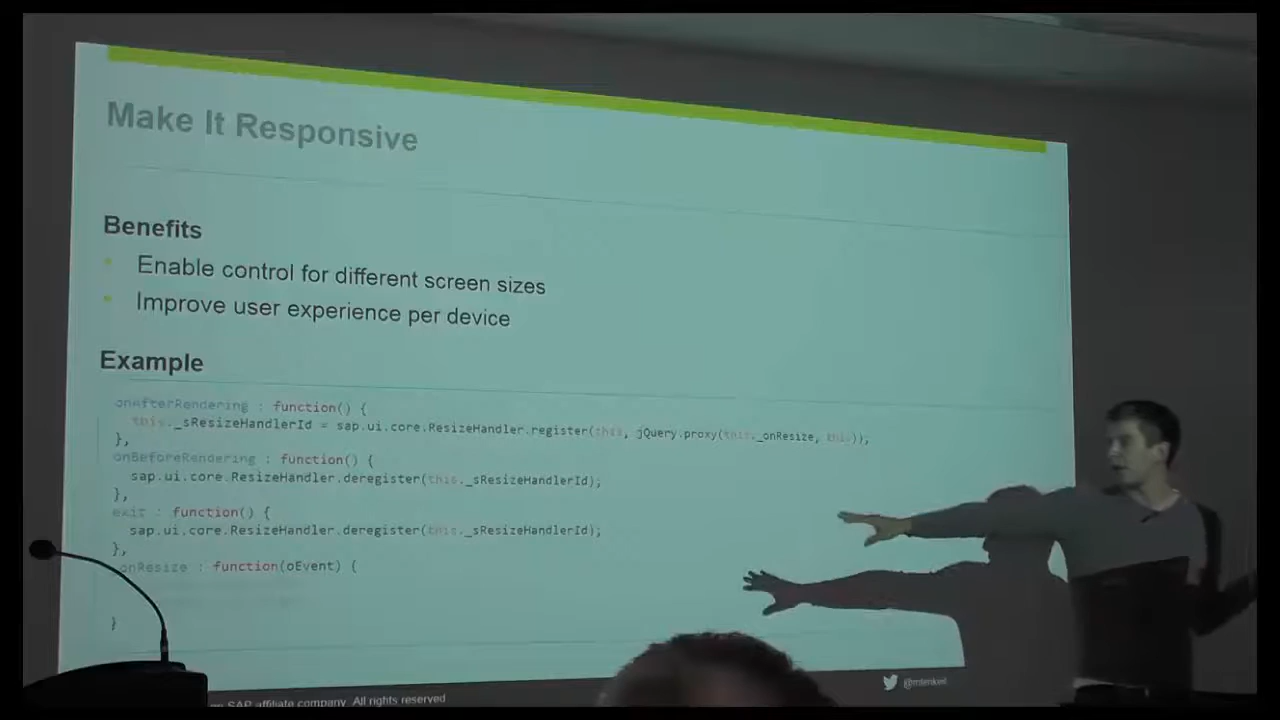 Make It Responsive
Benefits
Enable control for different screen sizes
Improve user experience per device
Example
onAfterRendering : function() {
this._sResizeHandlerId = sap.ui.core.ResizeHandler.register(this, jQuery.proxy(this._onResize, this));
},
onBeforeRendering : function() {
sap.ui.core.ResizeHandler.deregister(this._sResizeHandlerId);
},
exit : function() {
sap.ui.core.ResizeHandler.deregister(this._sResizeHandlerId);
},
_onResize : function(oEvent) {
}
an SAP affiliate company. All rights reserved